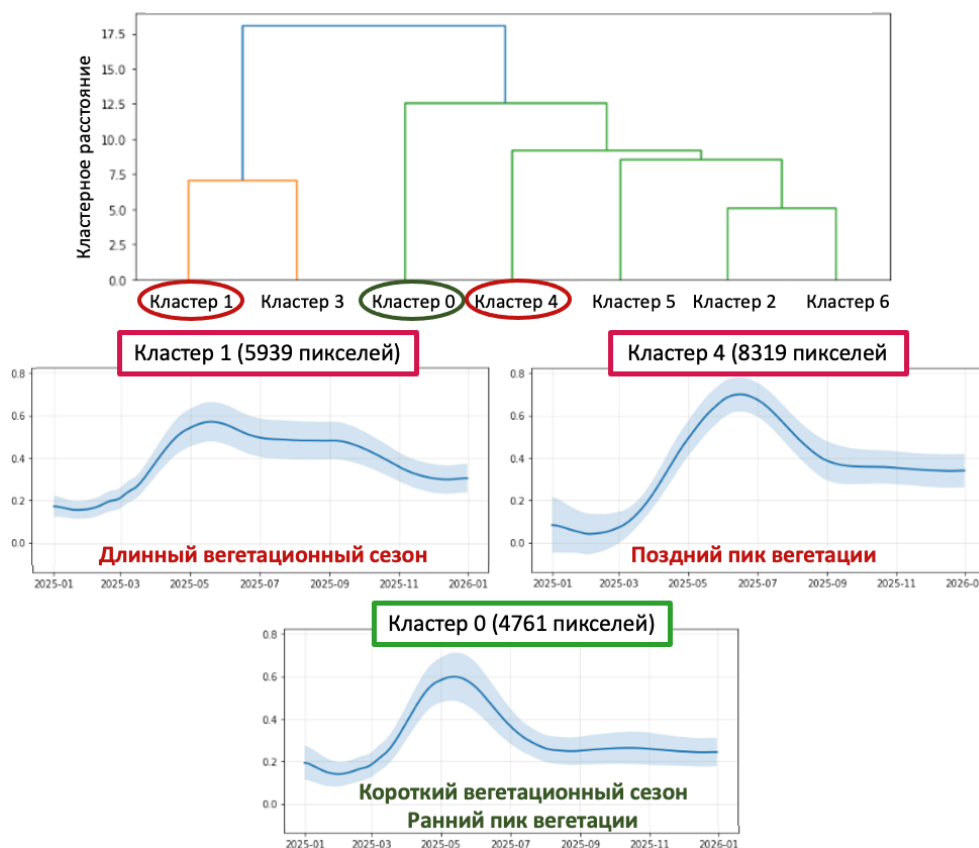 Кластерное расстояние
17.5
15.0
12.5
10.0
7.5
5.0
2.5
0.0
Кластер 1 Кластер 3 Кластер 0 Кластер 4 Кластер 5 Кластер 2 Кластер 6
Кластер 1 (5939 пикселей)
0.8
0.6
0.4
0.2
0.0
Длинный вегетационный сезон
2025-01 2025-03 2025-05 2025-07 2025-09 2025-11 2026-01
Кластер 4 (8319 пикселей
0.8
0.6
0.4
0.2
0.0
Поздний пик вегетации
2025-01 2025-03 2025-05 2025-07 2025-09 2025-11 2026-0
Кластер 0 (4761 пикселей)
0.8
0.6
0.4
0.2
0.0
Короткий вегетационный сезон
Ранний пик вегетации
2025-01 2025-03 2025-05 2025-07 2025-09 2025-11 2026-01